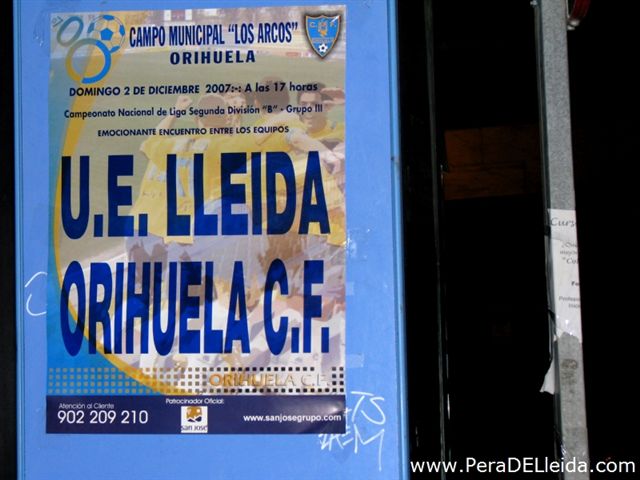 CAMPO MUNICIPAL "LOS ARCOS"
ORIHUELA
DOMINGO 2 DE DICIEMBRE 2007:-: A las 17 horas
Campeonato Nacional de Liga Segunda División "B" - Grupo III
EMOCIONANTE ENCUENTRO ENTRE LOS EQUIPOS
U.E. LLEIDA
ORIHUELA C.F.
ORIHUELA C.F.
Atención al Cliente
902 209 210
Patrocinador Oficial:
SAN JOSÉ
www.sanjosegrupo.com
Curso
www.PeraDELleida.com